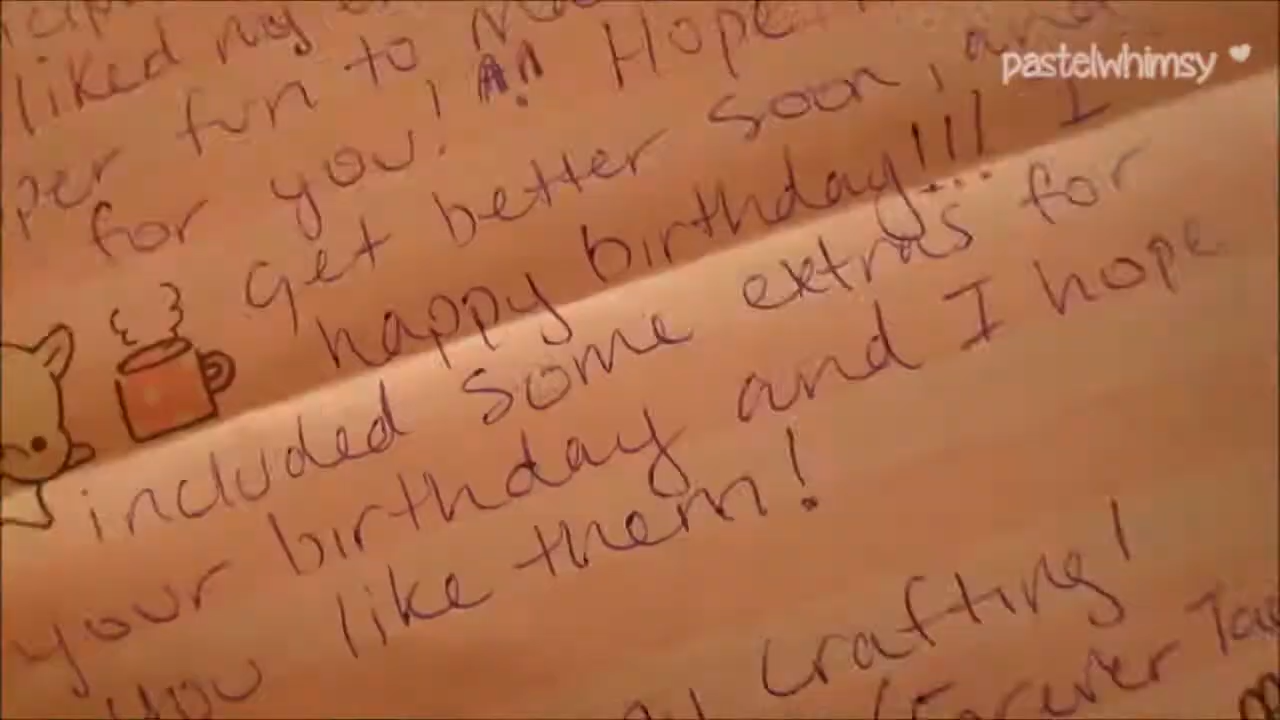 liked my
fun to
for you! Hope
get better soon, and
happy birthday!!! I
included some extras for
your birthday and I hope
you like them!
crafting!
Forever
pastelwhimsy